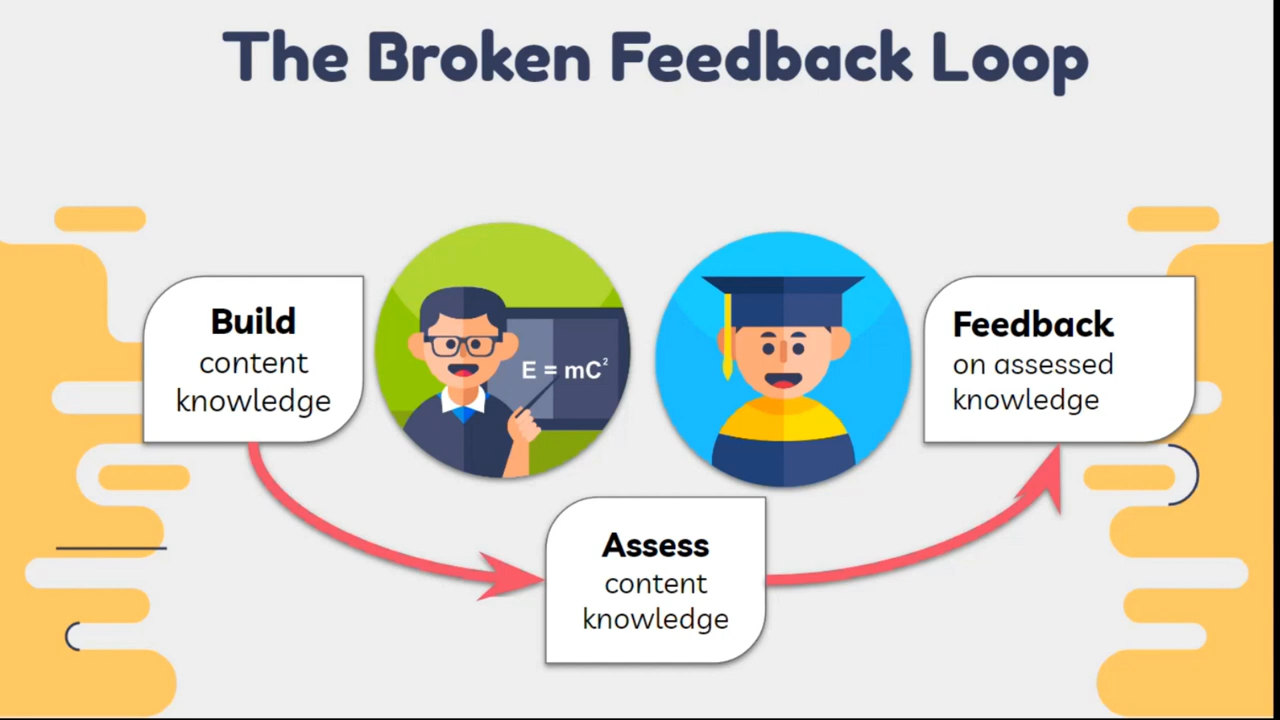 The Broken Feedback Loop
Build
content
knowledge
E = mC²
Feedback
on assessed
knowledge
Assess
content
knowledge